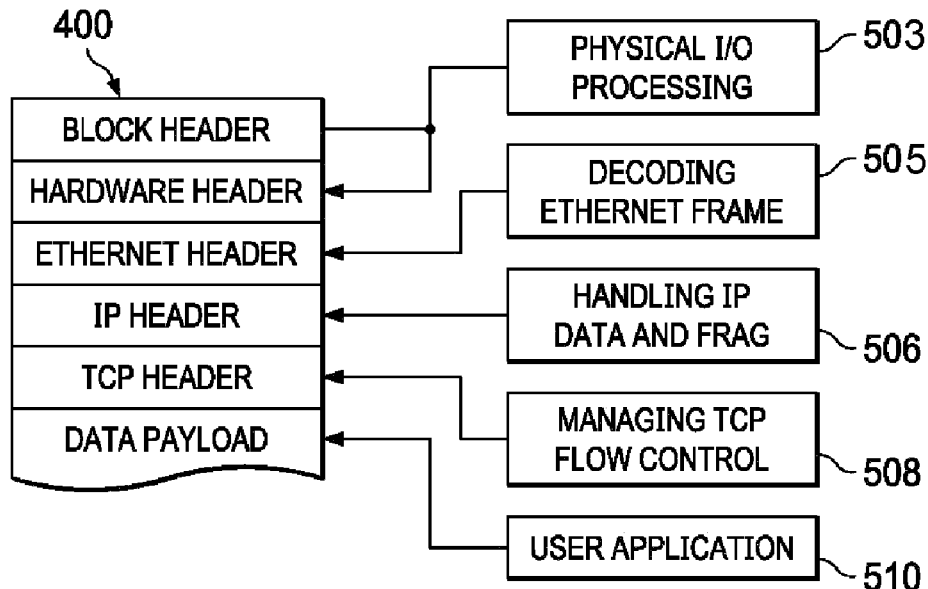 400
BLOCK HEADER
HARDWARE HEADER
ETHERNET HEADER
IP HEADER
TCP HEADER
DATA PAYLOAD
PHYSICAL I/O
PROCESSING
503
DECODING
ETHERNET FRAME
505
HANDLING IP
DATA AND FRAG
506
MANAGING TCP
FLOW CONTROL
508
USER APPLICATION
510